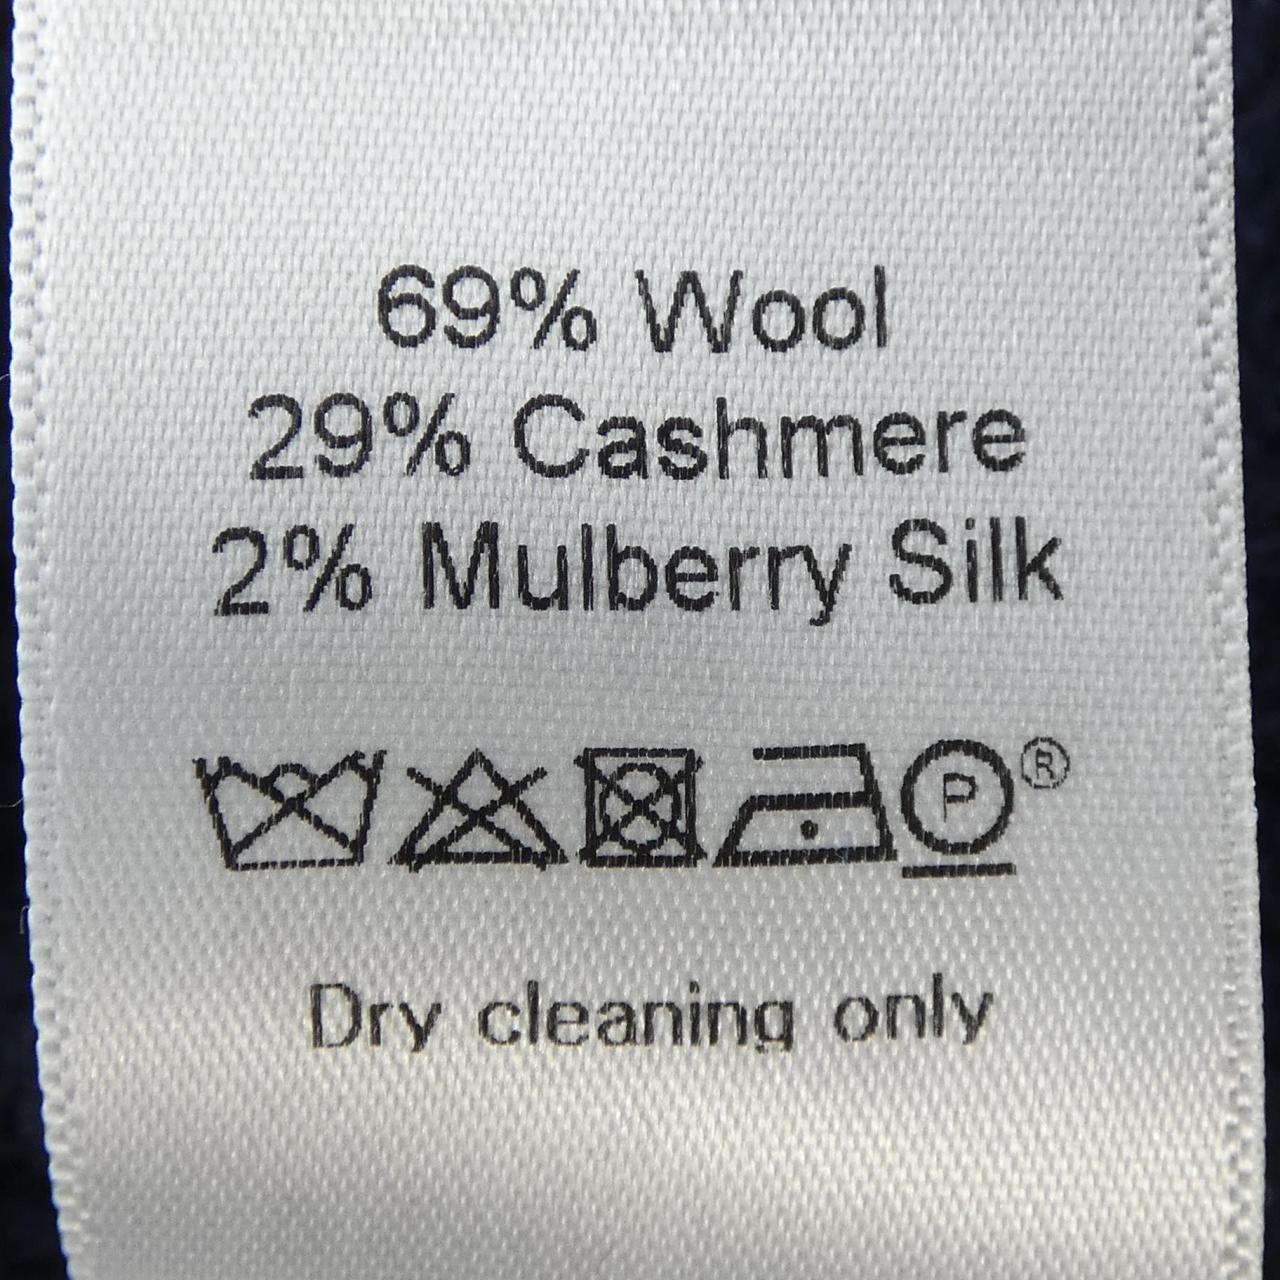 69% Wool
29% Cashmere
2% Mulberry Silk
P ®
Dry cleaning only